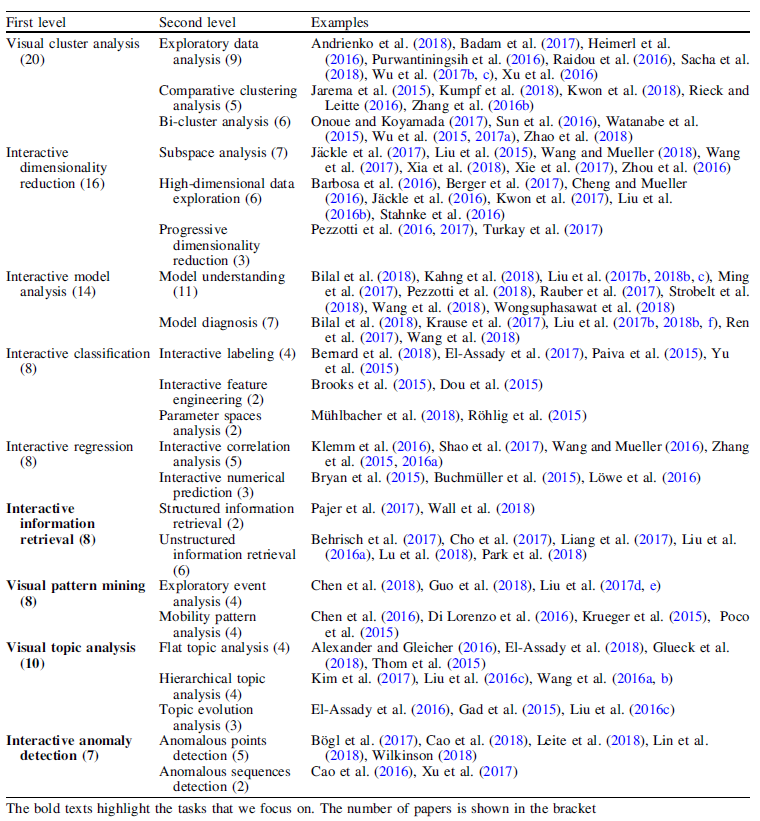 First level Second level Examples
Visual cluster analysis Exploratory data Andrienko et al. (2018), Badam et al. (2017), Heimerl et al.
(20) analysis (9) (2016), Purwantiningsih et al. (2016), Raidou et al. (2016), Sacha et al.
(2018), Wu et al. (2017b, c), Xu et al. (2016)
Comparative clustering Jarema et al. (2015), Kumpf et al. (2018), Kwon et al. (2018), Rieck and
analysis (5) Leitte (2016), Zhang et al. (2016b)
Bi-cluster analysis (6) Onoue and Koyamada (2017), Sun et al. (2016), Watanabe et al.
(2015), Wu et al. (2015, 2017a), Zhao et al. (2018)
Interactive Subspace analysis (7) Jäckle et al. (2017), Liu et al. (2015), Wang and Mueller (2018), Wang
dimensionality et al. (2017), Xia et al. (2018), Xie et al. (2017), Zhou et al. (2016)
reduction (16) High-dimensional data Barbosa et al. (2016), Berger et al. (2017), Cheng and Mueller
exploration (6) (2016), Jäckle et al. (2016), Kwon et al. (2017), Liu et al.
(2016b), Stahnke et al. (2016)
Progressive Pezzotti et al. (2016, 2017), Turkay et al. (2017)
dimensionality
reduction (3)
Interactive model Model understanding Bilal et al. (2018), Kahng et al. (2018), Liu et al. (2017b, 2018b, c), Ming
analysis (14) (11) et al. (2017), Pezzotti et al. (2018), Rauber et al. (2017), Strobelt et al.
(2018), Wang et al. (2018), Wongsuphasawat et al. (2018)
Model diagnosis (7) Bilal et al. (2018), Krause et al. (2017), Liu et al. (2017b, 2018b, f), Ren
et al. (2017), Wang et al. (2018)
Interactive classification Interactive labeling (4) Bernard et al. (2018), El-Assady et al. (2017), Paiva et al. (2015), Yu
(8) et al. (2015)
Interactive feature Brooks et al. (2015), Dou et al. (2015)
engineering (2)
Parameter spaces Mühlbacher et al. (2018), Röhlig et al. (2015)
analysis (2)
Interactive regression Interactive correlation Klemm et al. (2016), Shao et al. (2017), Wang and Mueller (2016), Zhang
(8) analysis (5) et al. (2015, 2016a)
Interactive numerical Bryan et al. (2015), Buchmüller et al. (2015), Löwe et al. (2016)
prediction (3)
Interactive Structured information Pajer et al. (2017), Wall et al. (2018)
information retrieval (2)
retrieval (8) Unstructured Behrisch et al. (2017), Cho et al. (2017), Liang et al. (2017), Liu et al.
information retrieval (2016a), Lu et al. (2018), Park et al. (2018)
(6)
Visual pattern mining Exploratory event Chen et al. (2018), Guo et al. (2018), Liu et al. (2017d, e)
(8) analysis (4)
Mobility pattern Chen et al. (2016), Di Lorenzo et al. (2016), Krueger et al. (2015), Poco
analysis (4) et al. (2015)
Visual topic analysis Flat topic analysis (4) Alexander and Gleicher (2016), El-Assady et al. (2018), Glueck et al.
(10) (2018), Thom et al. (2015)
Hierarchical topic Kim et al. (2017), Liu et al. (2016c), Wang et al. (2016a, b)
analysis (4)
Topic evolution El-Assady et al. (2016), Gad et al. (2015), Liu et al. (2016c)
analysis (3)
Interactive anomaly Anomalous points Bögl et al. (2017), Cao et al. (2018), Leite et al. (2018), Lin et al.
detection (7) detection (5) (2018), Wilkinson (2018)
Anomalous sequences Cao et al. (2016), Xu et al. (2017)
detection (2)
The bold texts highlight the tasks that we focus on. The number of papers is shown in the bracket